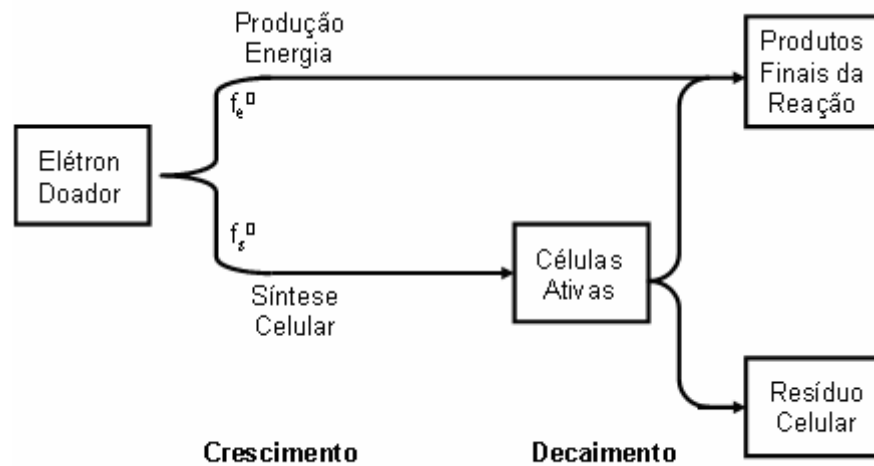 Produção
Energia
fe⁰
Elétron
Doador
fs⁰
Síntese
Celular
Células
Ativas
Produtos
Finais da
Reação
Resíduo
Celular
Crescimento
Decaimento